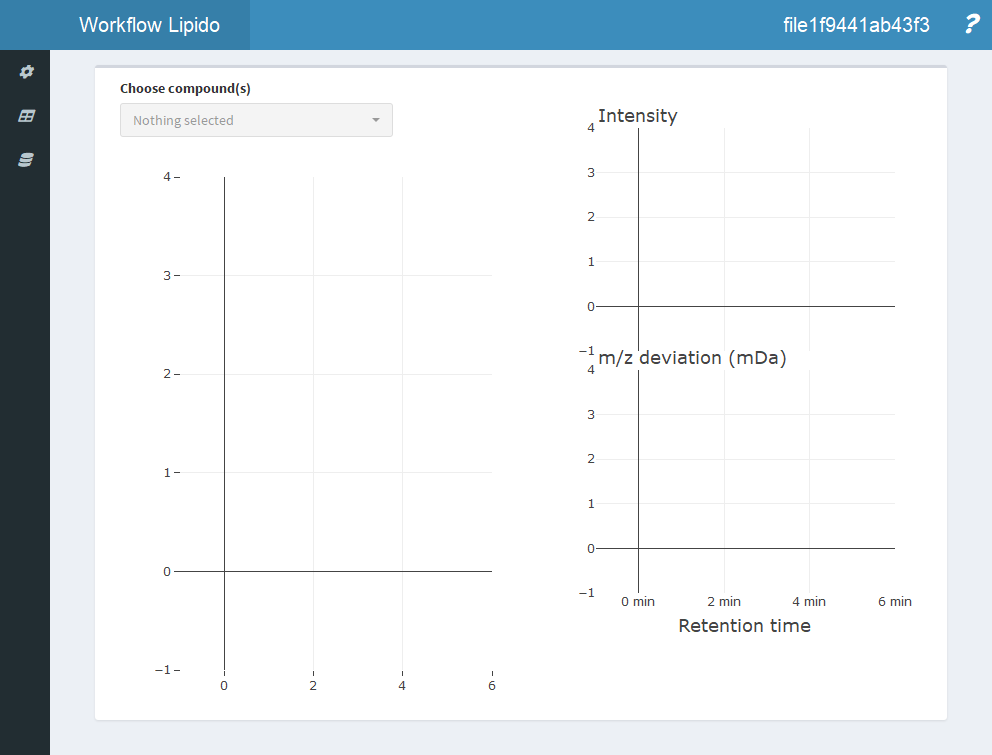 Workflow Lipido
file1f9441ab43f3
?
Choose compound(s)
Nothing selected
4
3
2
1
0
−1
0
2
4
6
Intensity
4
3
2
1
0
−1
m/z deviation (mDa)
4
3
2
1
0
−1
0 min
2 min
4 min
6 min
Retention time